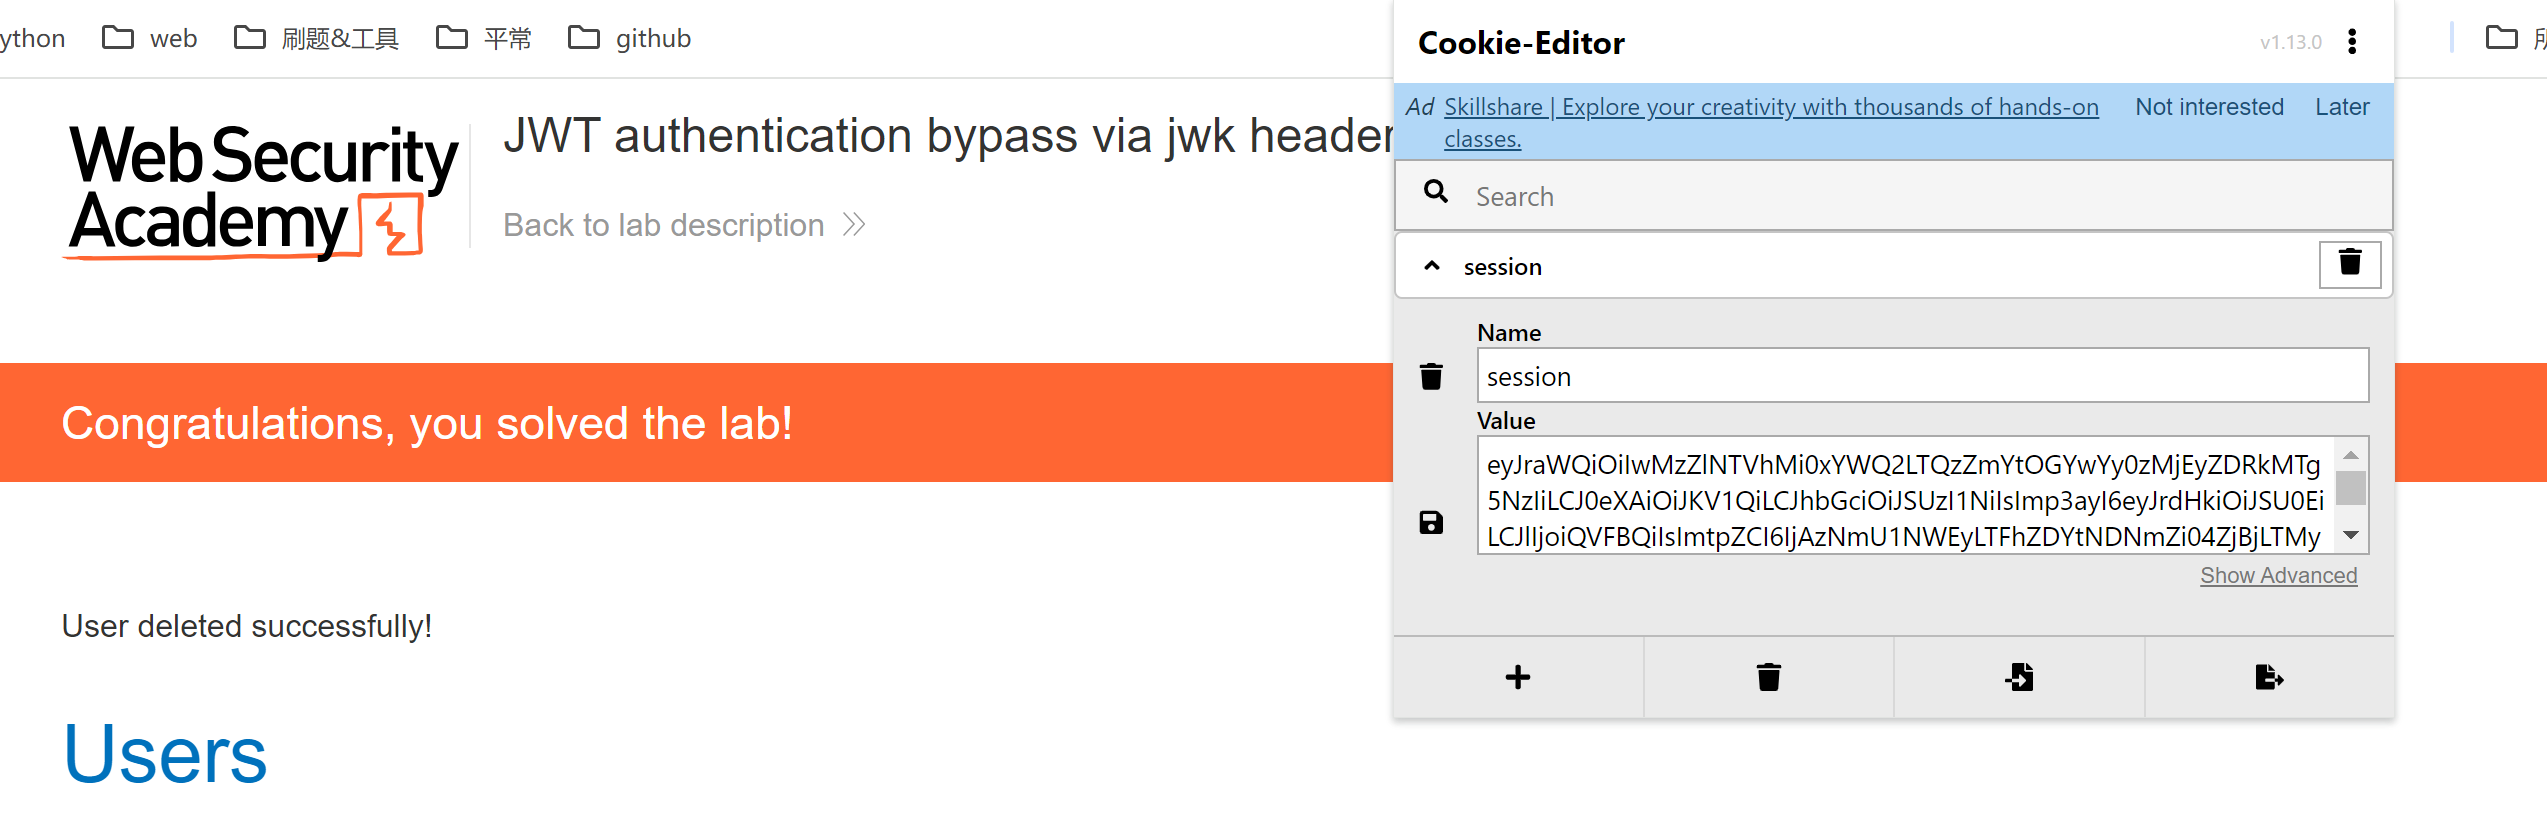 ython web 刷题&工具 平常 github
Web Security
Academy
JWT authentication bypass via jwk header
Back to lab description
Congratulations, you solved the lab!
User deleted successfully!
Users
Cookie-Editor
v1.13.0
Ad Skillshare | Explore your creativity with thousands of hands-on classes. Not interested Later
Search
session
Name
session
Value
eyJraWQiOiIwMzZlNTVhMi0xYWQ2LTQzZmYtOGYwYy0zMjEyZDRkMTg
5NzIiLCJ0eXAiOiJKV1QiLCJhbGciOiJSUzI1NiIsImp3ayI6eyJrdHkiOiJSU0Ei
LCJlIjoiQVFBQiIsImtpZCI6IjAzNmU1NWEyLTFhZDYtNDNmZi04ZjBjLTMy
Show Advanced